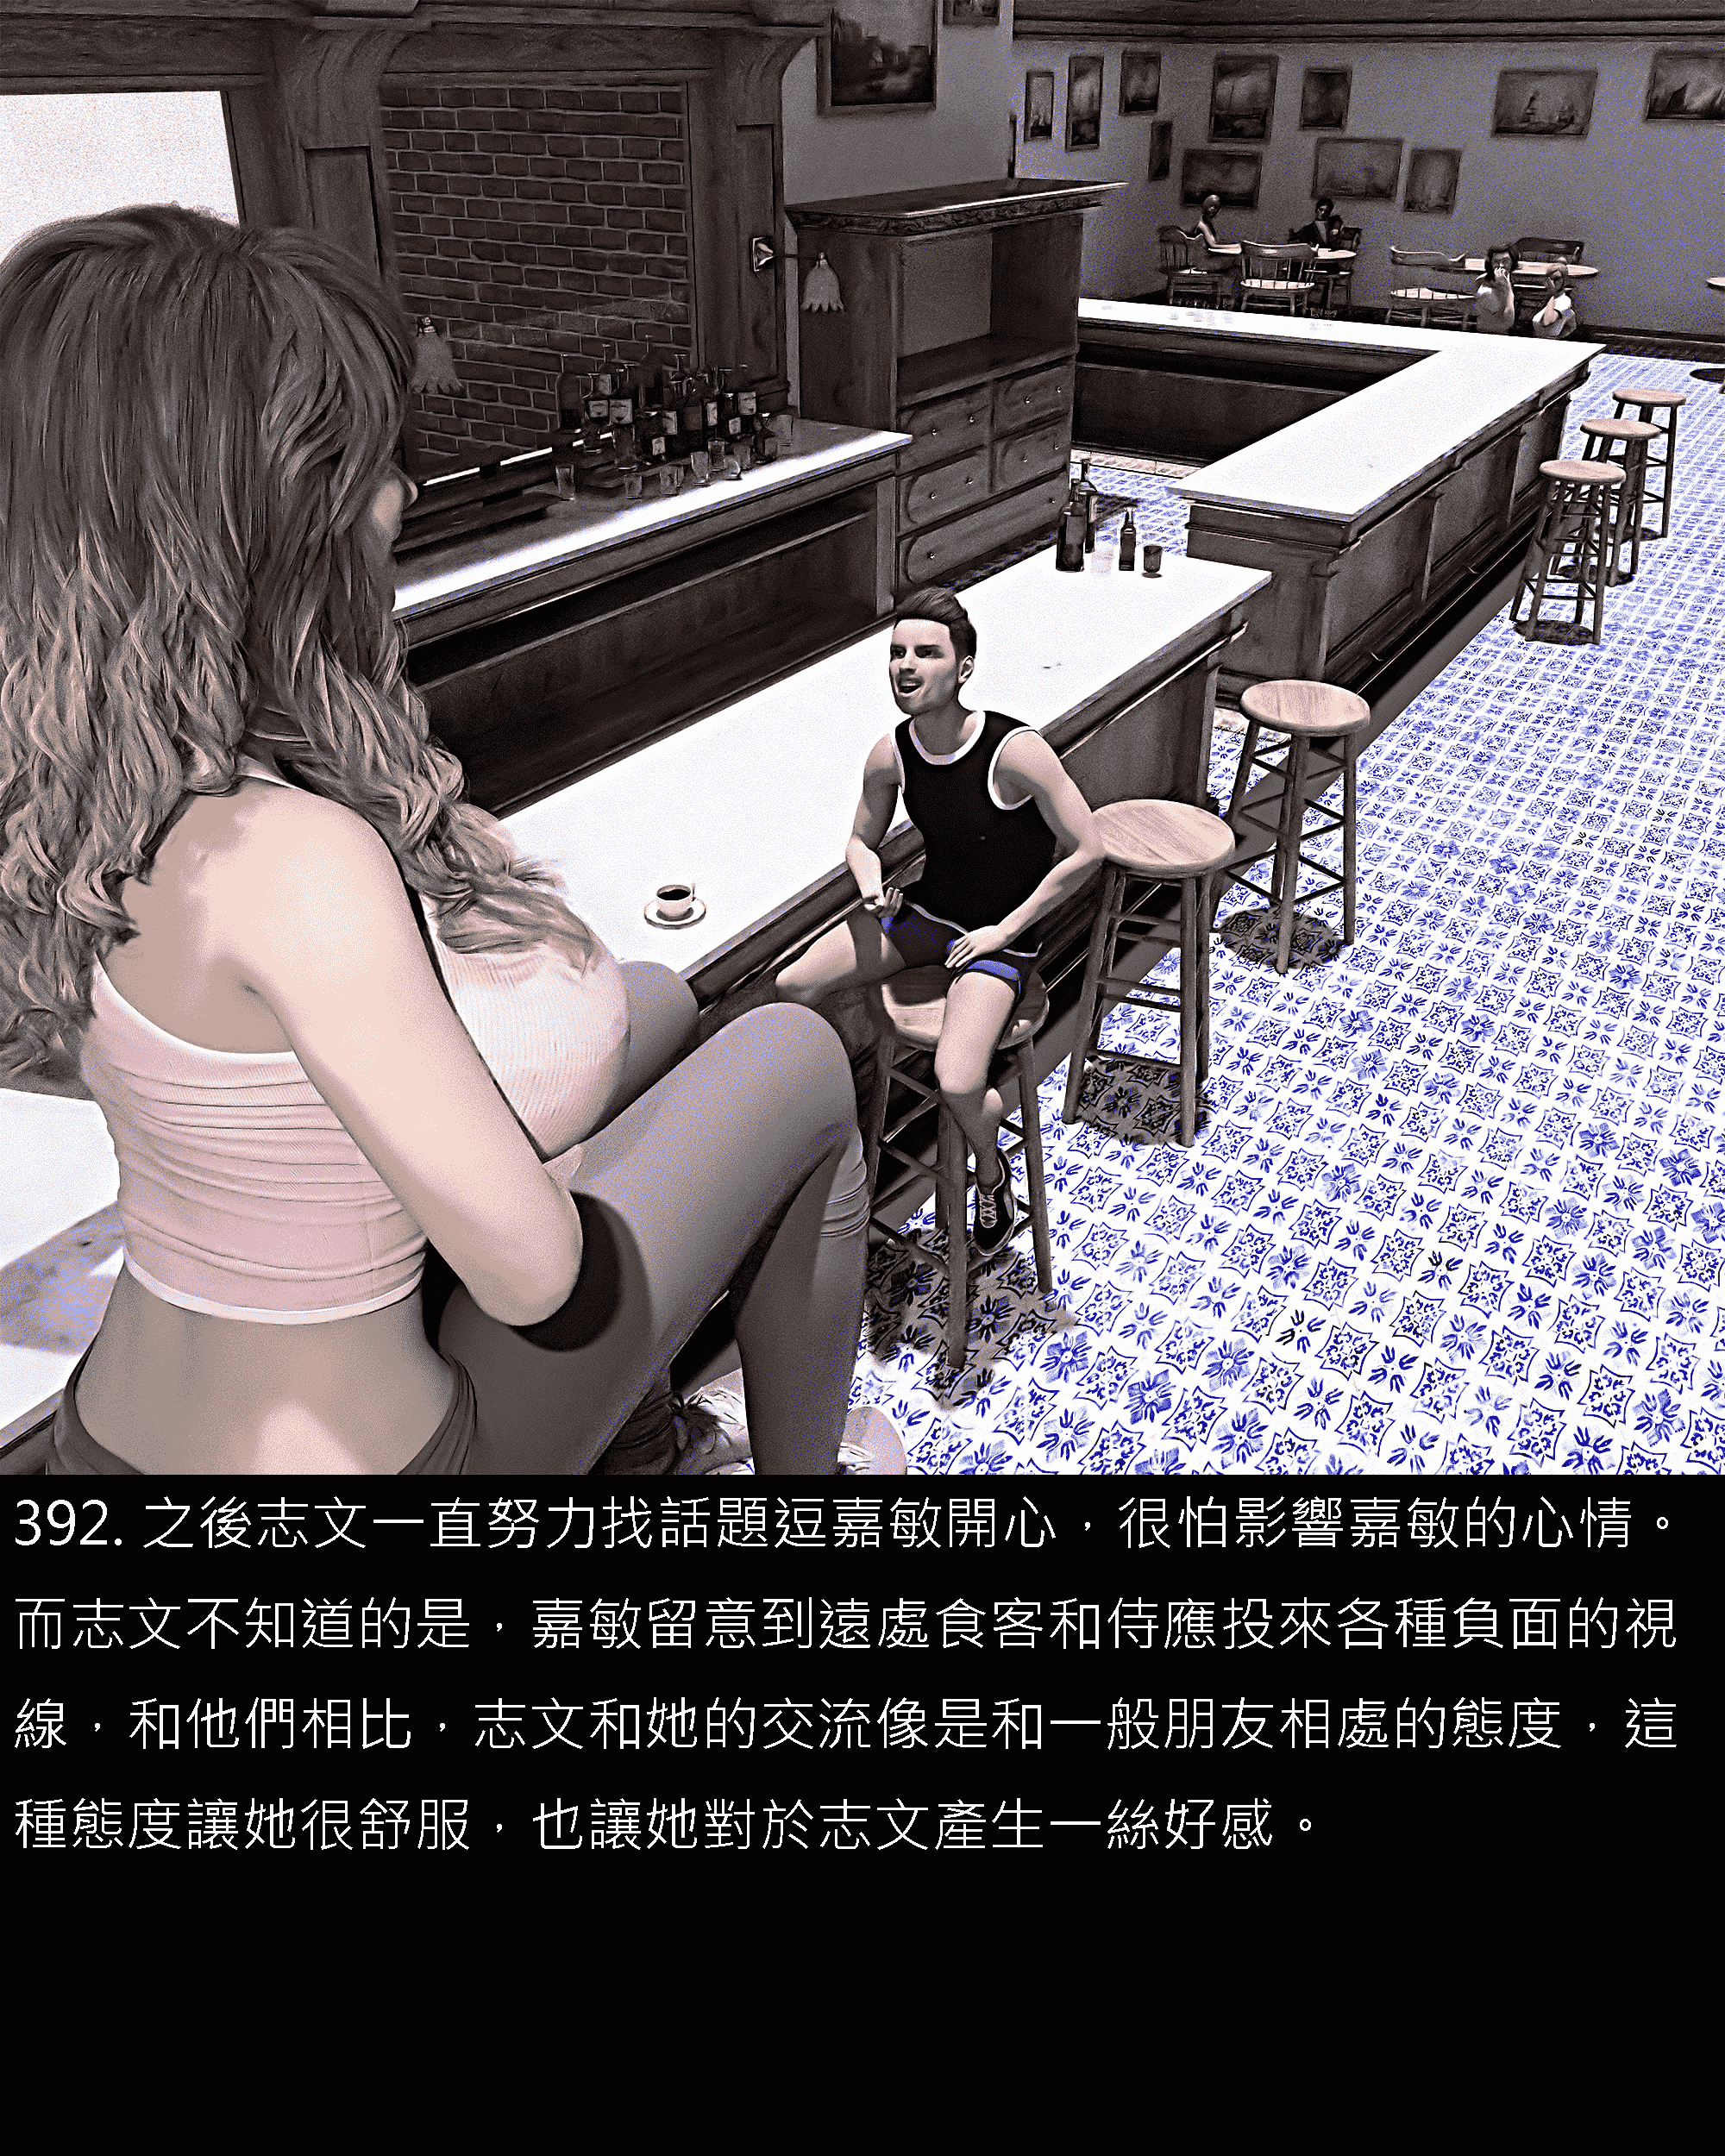 392. 之後志文一直努力找話題逗嘉敏開心，很怕影響嘉敏的心情。
而志文不知道的是，嘉敏留意到遠處食客和侍應投來各種負面的視
線，和他們相比，志文和她的交流像是和一般朋友相處的態度，這
種態度讓她很舒服，也讓她對於志文產生一絲好感。